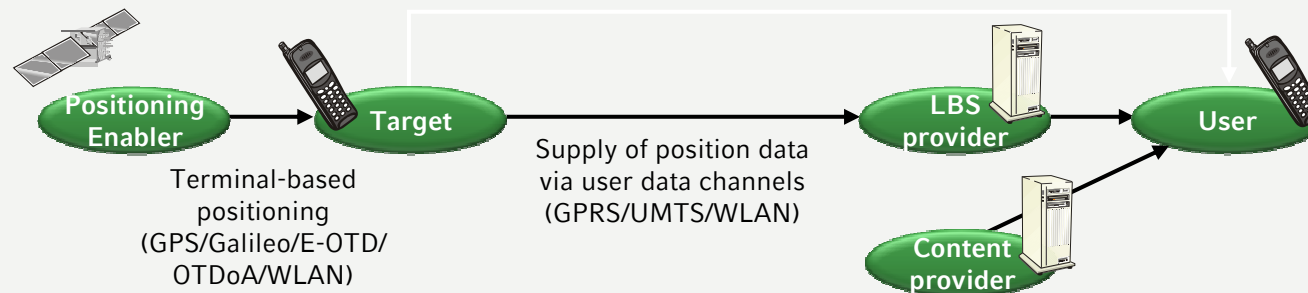 Positioning
Enabler
Target
LBS
provider
User
Terminal-based
positioning
(GPS/Galileo/E-OTD/
OTDoA/WLAN)
Supply of position data
via user data channels
(GPRS/UMTS/WLAN)
Content
provider